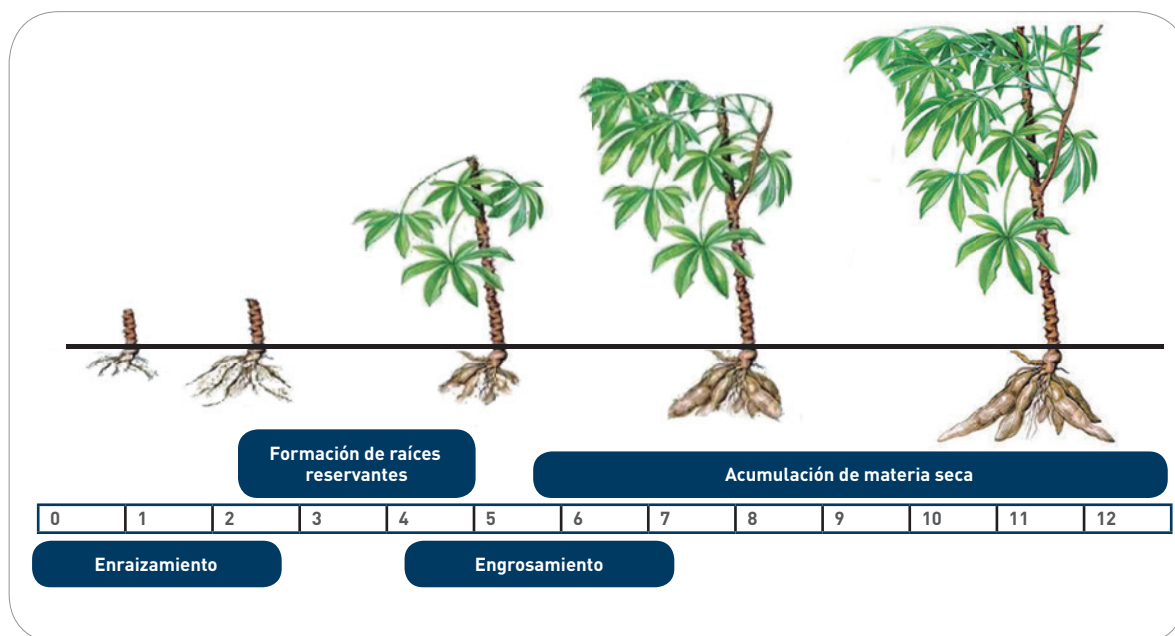 Formación de raíces
reservantes
Acumulación de materia seca
0 1 2 3 4 5 6 7 8 9 10 11 12
Enraizamiento
Engrosamiento